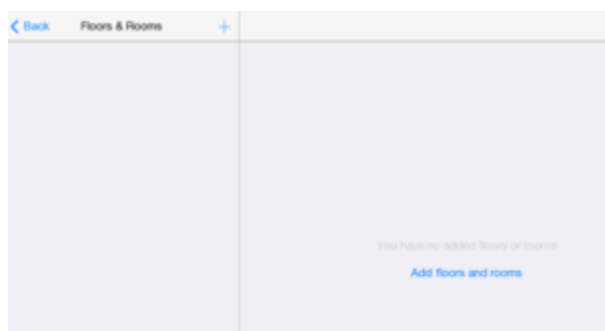 Back Floors & Rooms +
You have no added floors or rooms
Add floors and rooms